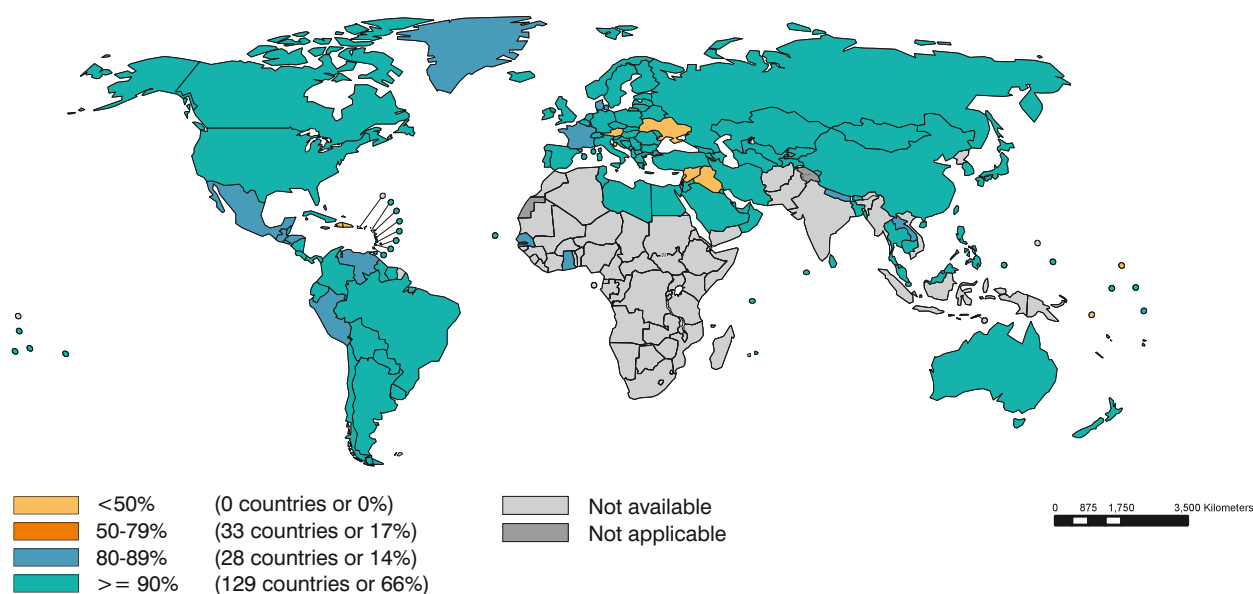 <50% (0 countries or 0%)
50-79% (33 countries or 17%)
80-89% (28 countries or 14%)
>= 90% (129 countries or 66%)
Not available
Not applicable
0 875 1,750 3,500 Kilometers